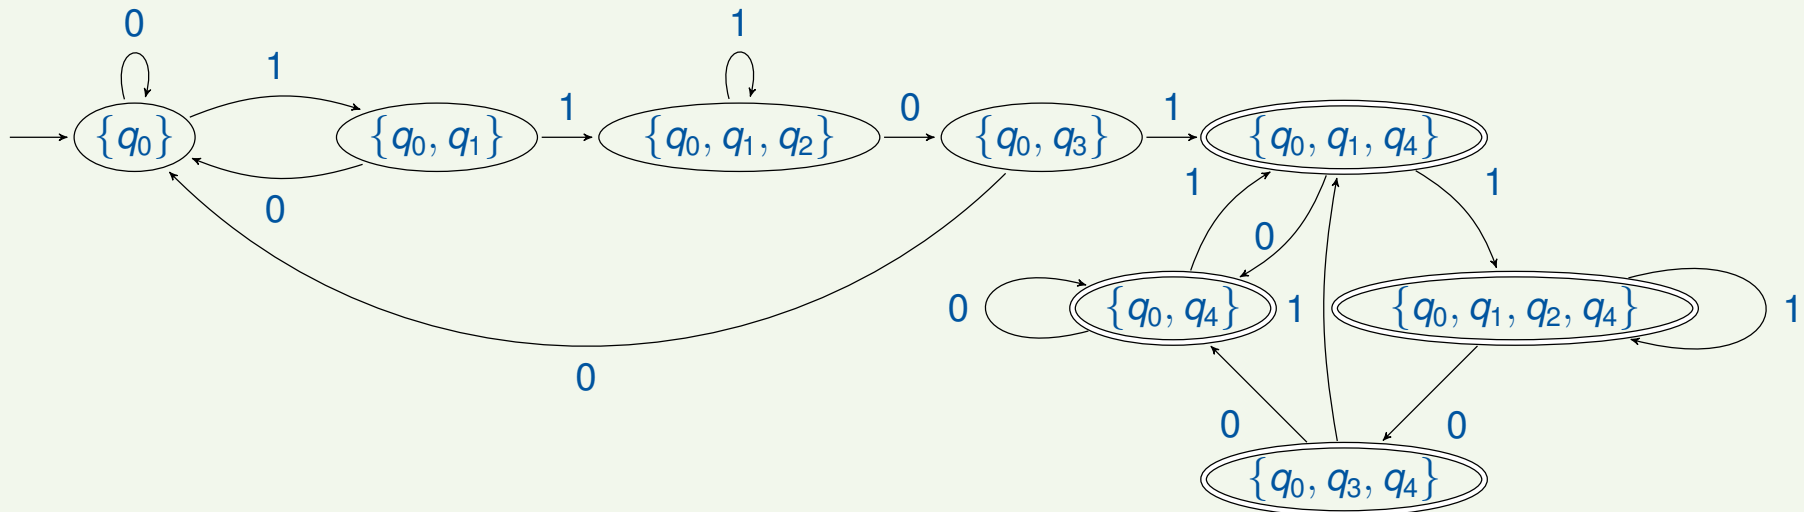 0
1
1
{q₀}
1
{q₀, q₁}
1
{q₀, q₁, q₂}
0
{q₀, q₃}
1
{q₀, q₁, q₄}
0
1
1
0
0
{q₀, q₄}
1
{q₀, q₁, q₂, q₄}
1
0
0
0
{q₀, q₃, q₄}